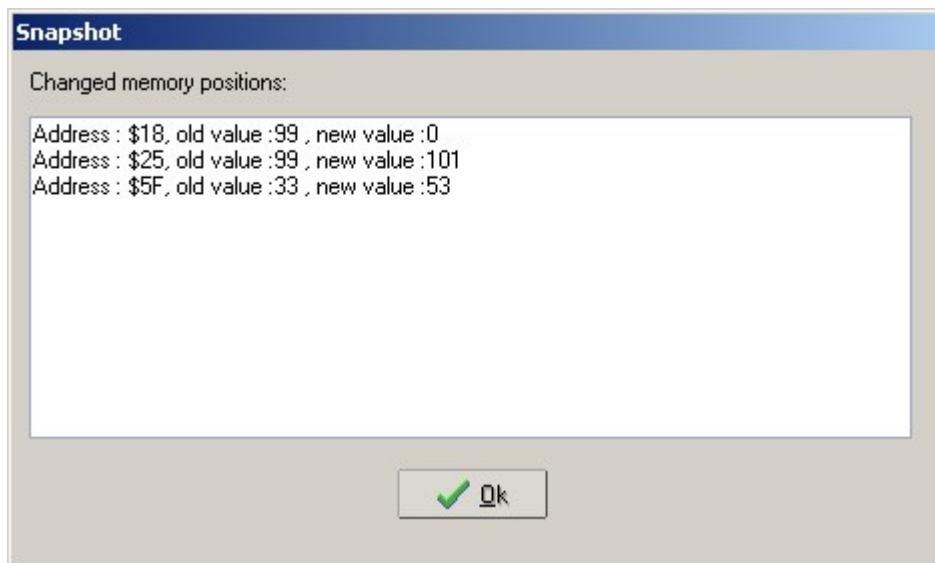 Snapshot
Changed memory positions:
Address : $18, old value :99 , new value :0
Address : $25, old value :99 , new value :101
Address : $5F, old value :33 , new value :53
Ok